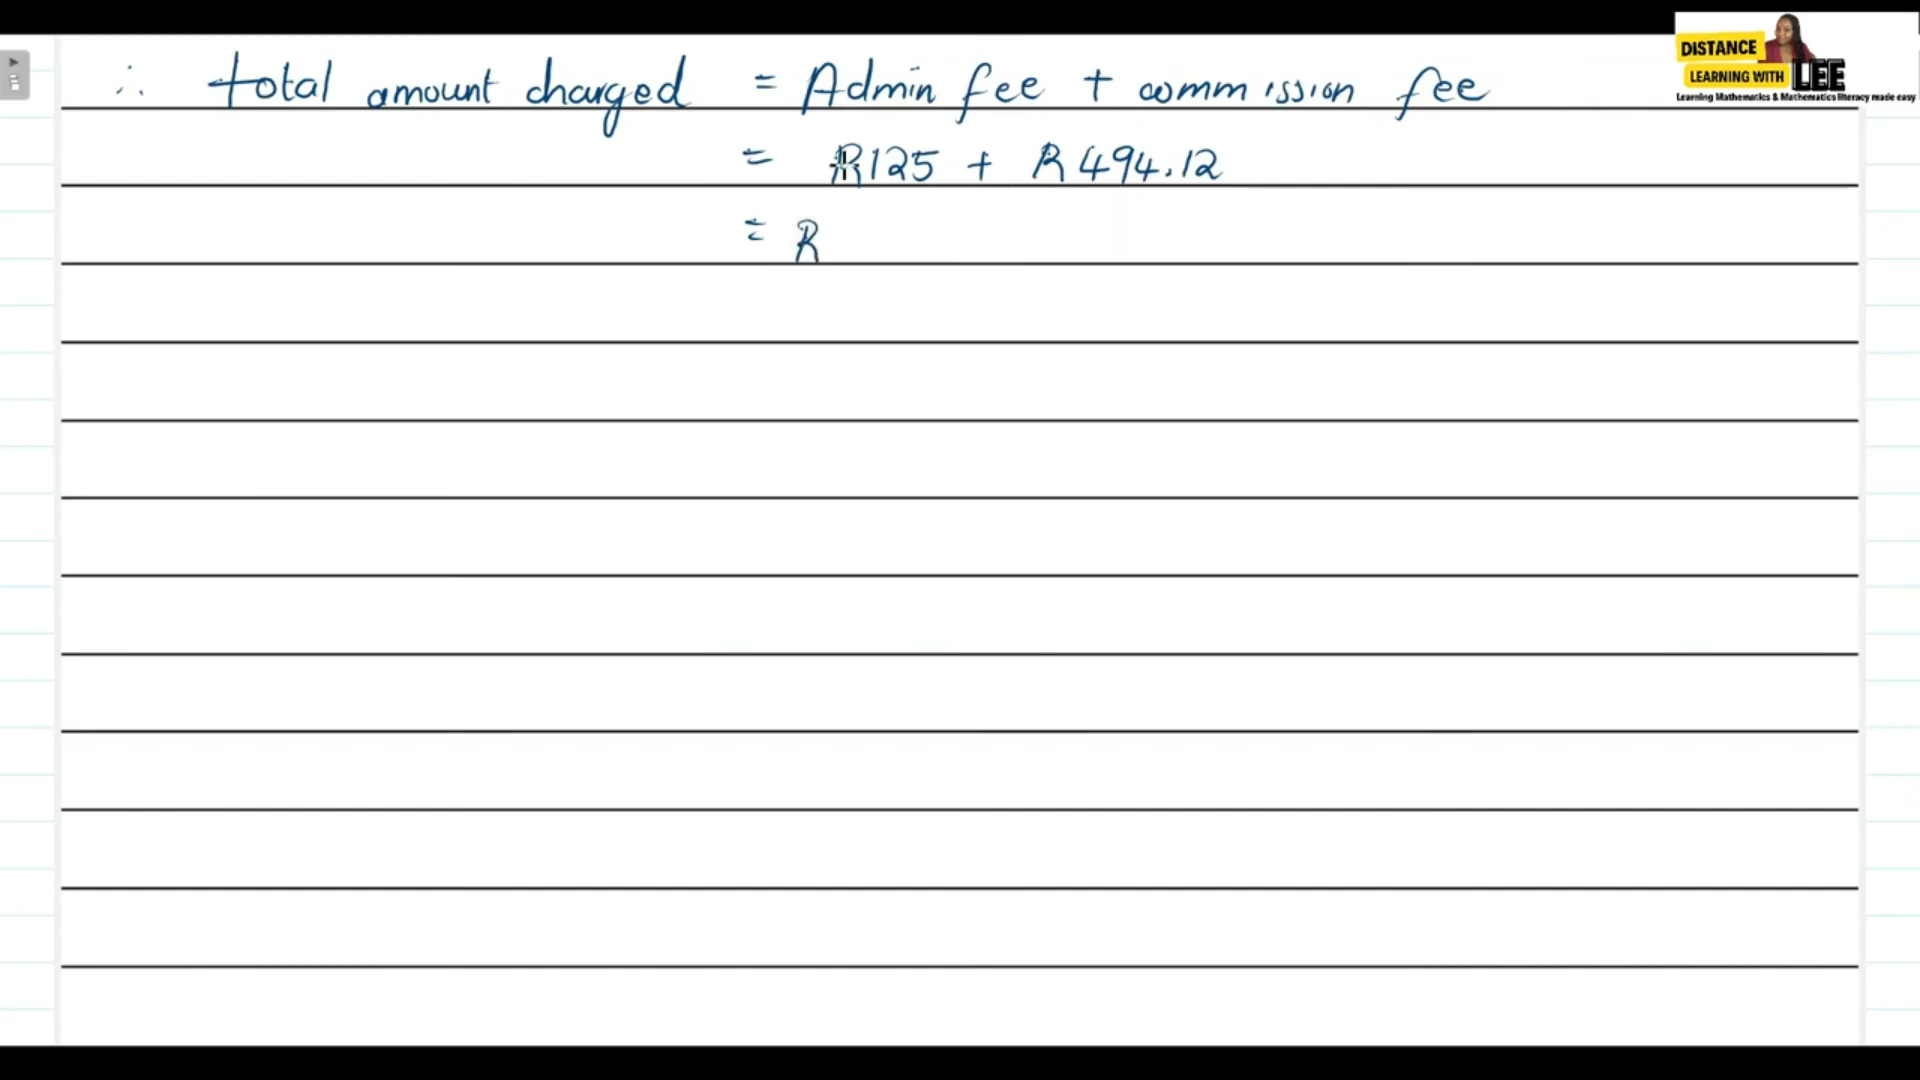 ∴ total amount charged = Admin fee + commission fee
= R125 + R494.12
= R
DISTANCE
LEARNING WITH LEE
Learning Mathematics & Mathematics literacy made easy